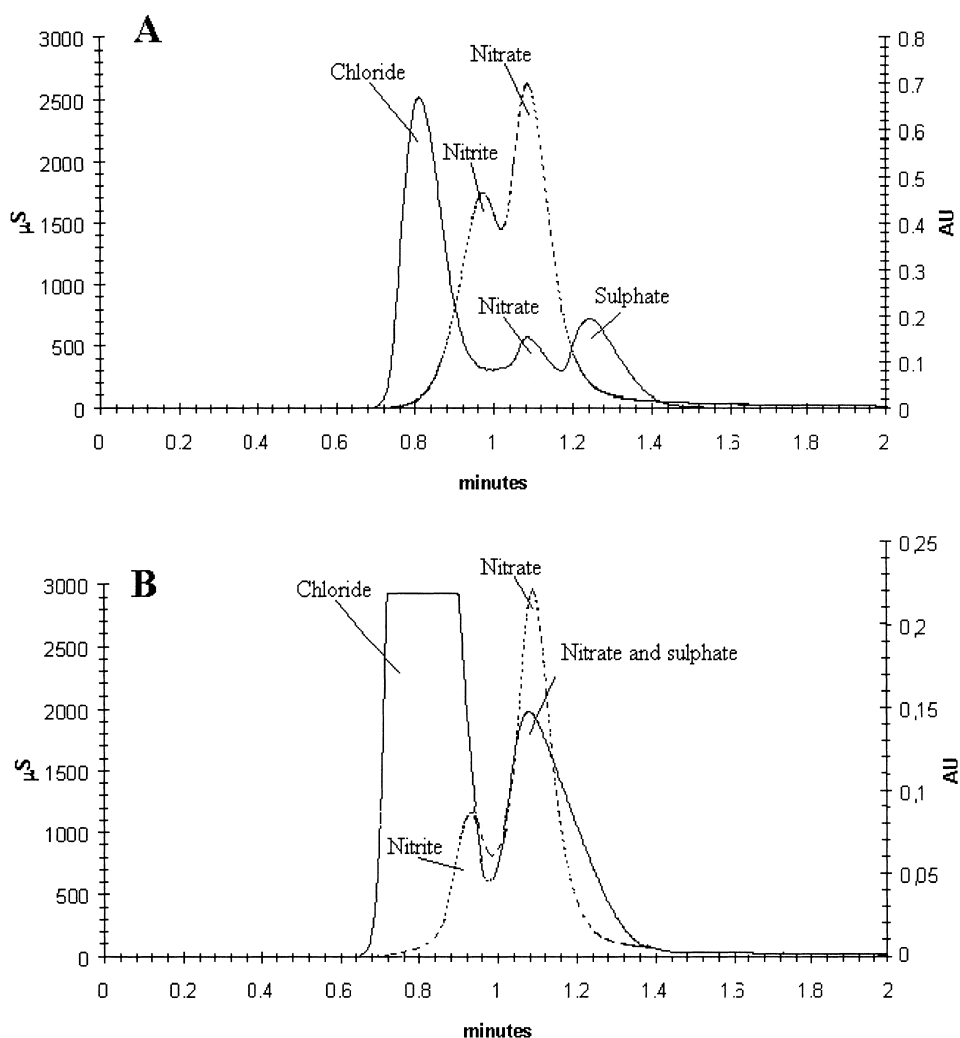 A
3000
2500
2000
1500
1000
500
0
µS
Chloride
Nitrite
Nitrate
Nitrate
Sulphate
0.8
0.7
0.6
0.5
0.4
0.3
0.2
0.1
0
AU
0 0.2 0.4 0.6 0.8 1 1.2 1.4 1.6 1.8 2
minutes
B
3000
2500
2000
1500
1000
500
0
µS
Chloride
Nitrite
Nitrate
Nitrate and sulphate
0,25
0,2
0,15
0,1
0,05
0
AU
0 0.2 0.4 0.6 0.8 1 1.2 1.4 1.6 1.8 2
minutes